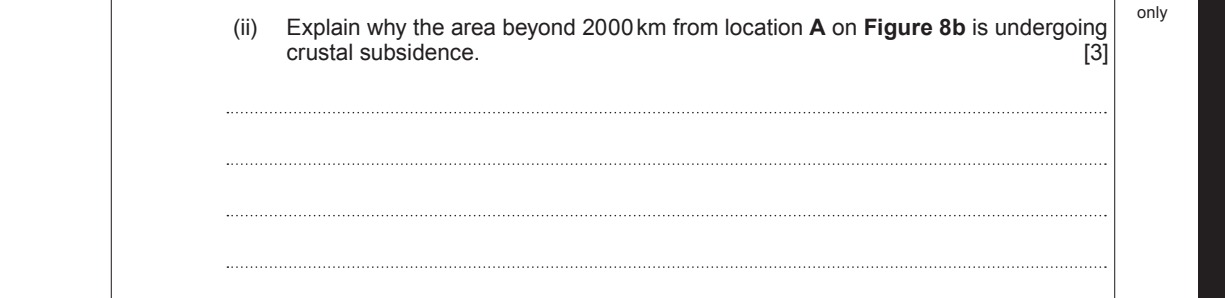 only
(ii) Explain why the area beyond 2000 km from location A on Figure 8b is undergoing
crustal subsidence. [3]